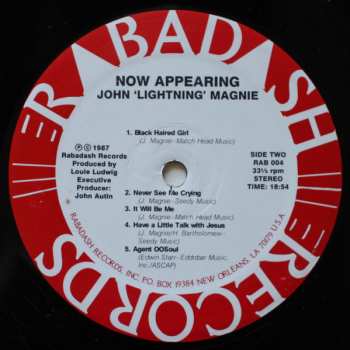 RABADASH RECORDS
NOW APPEARING
JOHN 'LIGHTNING' MAGNIE
℗ © 1987
Rabadash Records
Produced by
Louie Ludwig
Executive
Producer:
John Autin
1. Black Haired Girl
(J. Magnie-Match Head Music)
2. Never See Me Crying
(J. Magnie-Seedy Music)
3. It Will Be Me
(J. Magnie-Match Head Music)
4. Have a Little Talk with Jesus
(J. Magnie/H. Bartholomew-
Seedy Music)
5. Agent OOSoul
(Edwin Starr-Eddibar Music,
Inc./ASCAP)
SIDE TWO
RAB 004
33⅓ rpm
STEREO
TIME: 18:54
RABADASH RECORDS, INC. P.O. BOX 19384 NEW ORLEANS, LA 70179 U.S.A.